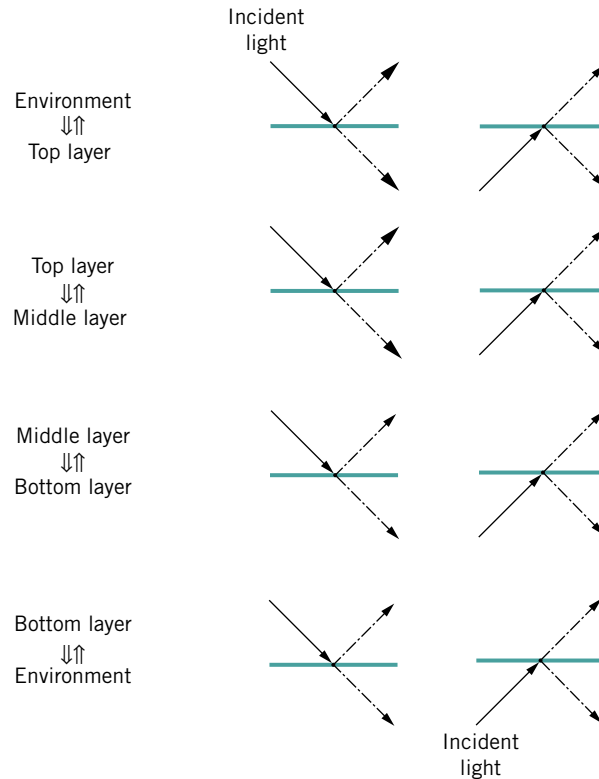 Incident
light
Environment
⇓⇑
Top layer
Top layer
⇓⇑
Middle layer
Middle layer
⇓⇑
Bottom layer
Bottom layer
⇓⇑
Environment
Incident
light